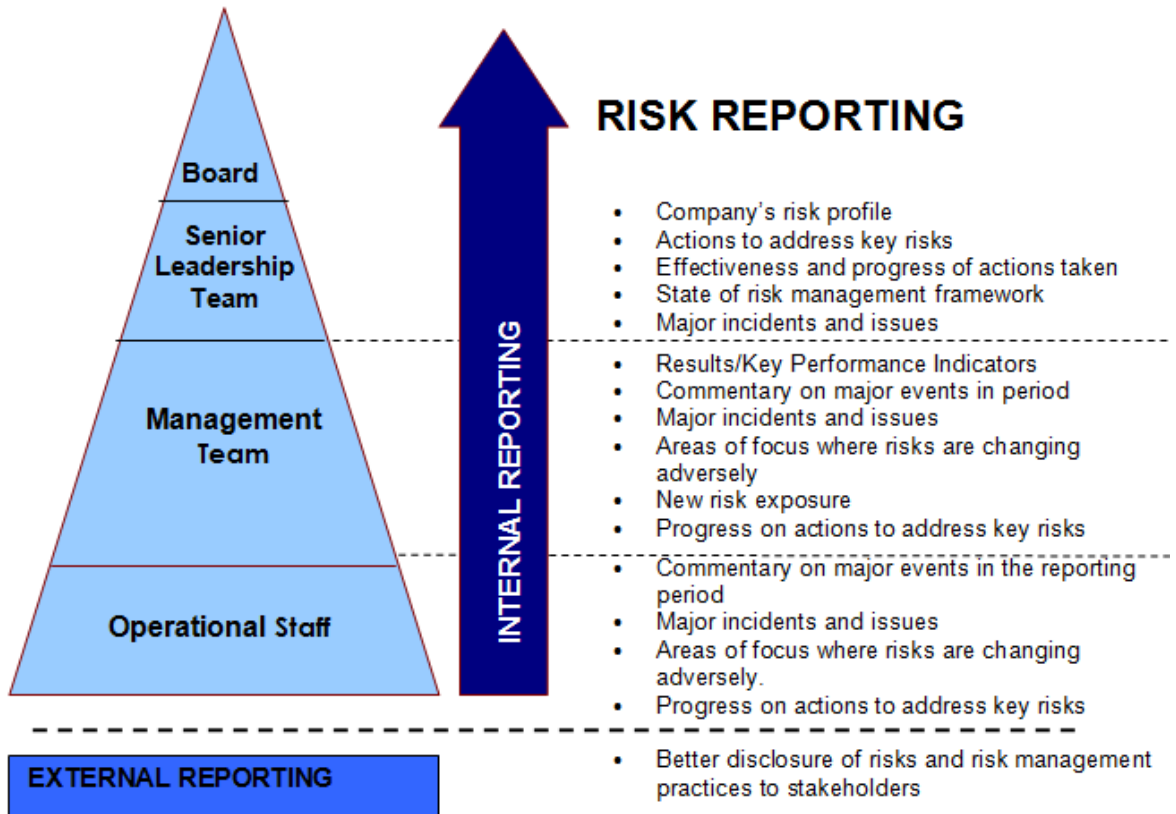 RISK REPORTING
Board
Senior
Leadership
Team
Management
Team
Operational Staff
INTERNAL REPORTING
• Company's risk profile
• Actions to address key risks
• Effectiveness and progress of actions taken
• State of risk management framework
• Major incidents and issues
• Results/Key Performance Indicators
• Commentary on major events in period
• Major incidents and issues
• Areas of focus where risks are changing
adversely
• New risk exposure
• Progress on actions to address key risks
• Commentary on major events in the reporting
period
• Major incidents and issues
• Areas of focus where risks are changing
adversely.
• Progress on actions to address key risks
EXTERNAL REPORTING
• Better disclosure of risks and risk management
practices to stakeholders